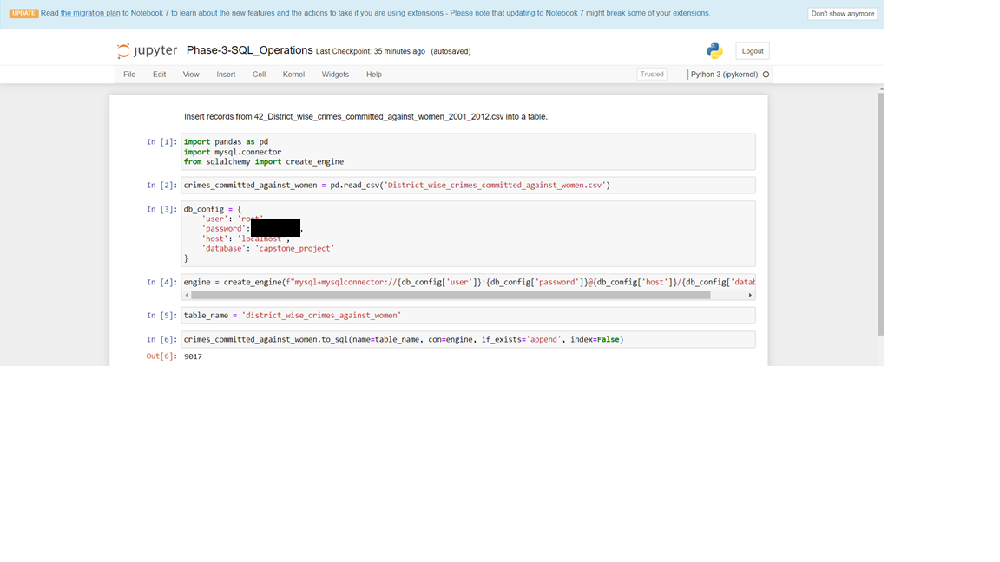 UPDATE Read the migration plan to Notebook 7 to learn about the new features and the actions to take if you are using extensions - Please note that updating to Notebook 7 might break some of your extensions. Don't show anymore
jupyter Phase-3-SQL_Operations Last Checkpoint: 35 minutes ago (autosaved) Logout
File Edit View Insert Cell Kernel Widgets Help Trusted Python 3 (ipykernel)
Insert records from 42_District_wise_crimes_committed_against_women_2001_2012.csv into a table.
In [1]: import pandas as pd
import mysql.connector
from sqlalchemy import create_engine
In [2]: crimes_committed_against_women = pd.read_csv('District_wise_crimes_committed_against_women.csv')
In [3]: db_config = {
'user': 'root'
'password': ,
'host': 'localhost',
'database': 'capstone_project'
}
In [4]: engine = create_engine(f"mysql+mysqlconnector://{db_config['user']}:{db_config['password']}@{db_config['host']}/{db_config['datab
In [5]: table_name = 'district_wise_crimes_against_women'
In [6]: crimes_committed_against_women.to_sql(name=table_name, con=engine, if_exists='append', index=False)
Out[6]: 9017